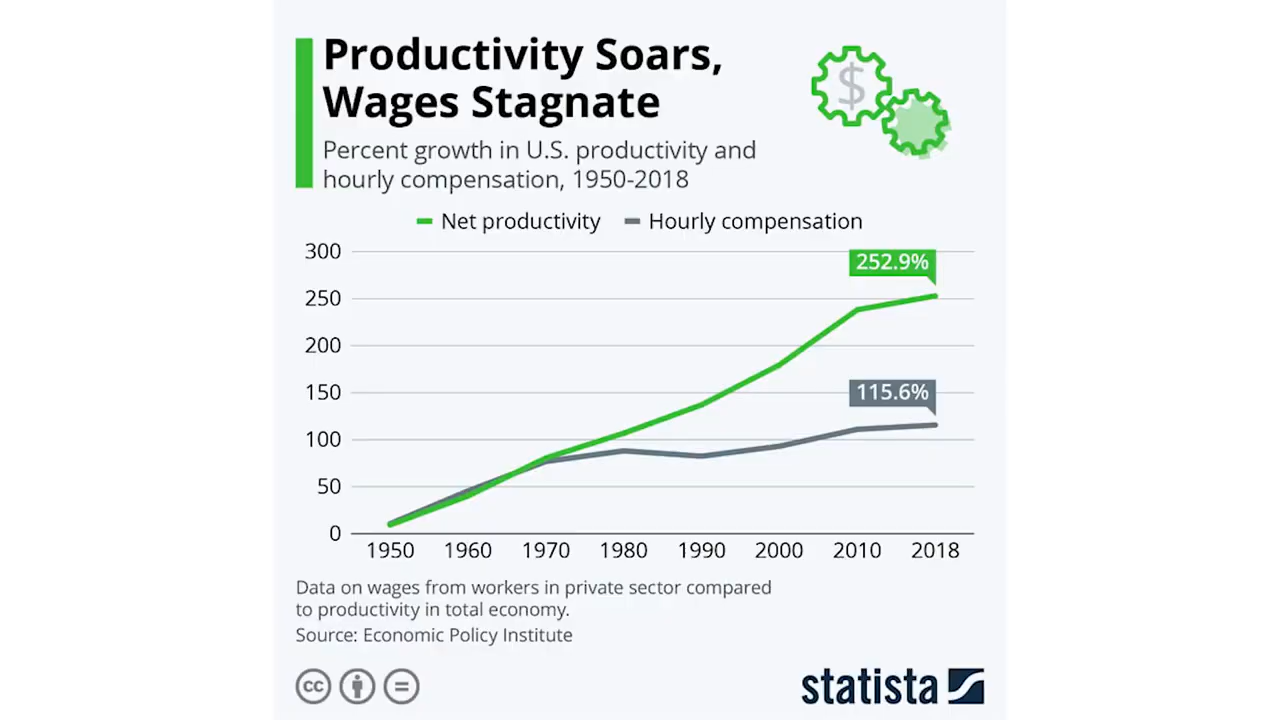 Productivity Soars,
Wages Stagnate
$
Percent growth in U.S. productivity and
hourly compensation, 1950-2018
Net productivity Hourly compensation
300
252.9%
250
200
150
115.6%
100
50
0
1950 1960 1970 1980 1990 2000 2010 2018
Data on wages from workers in private sector compared
to productivity in total economy.
Source: Economic Policy Institute
cc =
statista